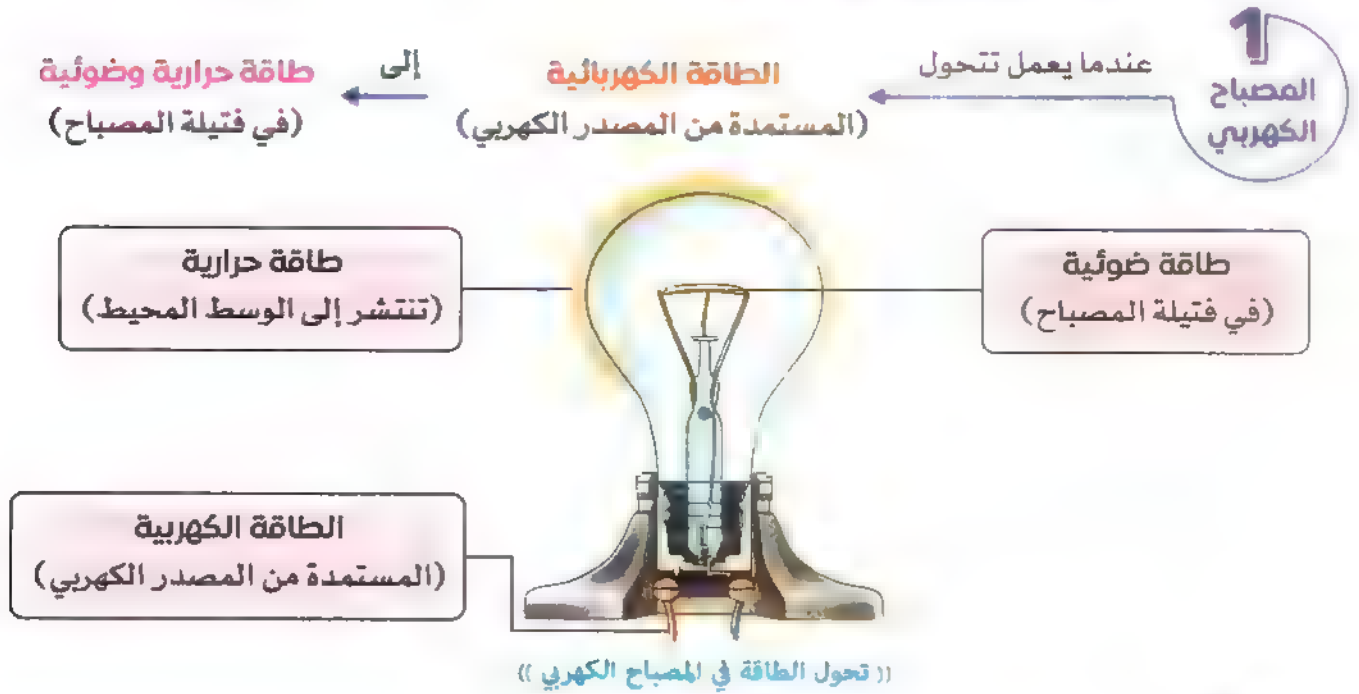 1
المصباح
الكهربي
عندما يعمل تتحول
الطاقة الكهربائية
(المستمدة من المصدر الكهربي)
إلى
طاقة حرارية وضوئية
(في فتيلة المصباح)
طاقة ضوئية
(في فتيلة المصباح)
طاقة حرارية
(تنتشر إلى الوسط المحيط)
الطاقة الكهربية
(المستمدة من المصدر الكهربي)
(( تحول الطاقة في المصباح الكهربي ))